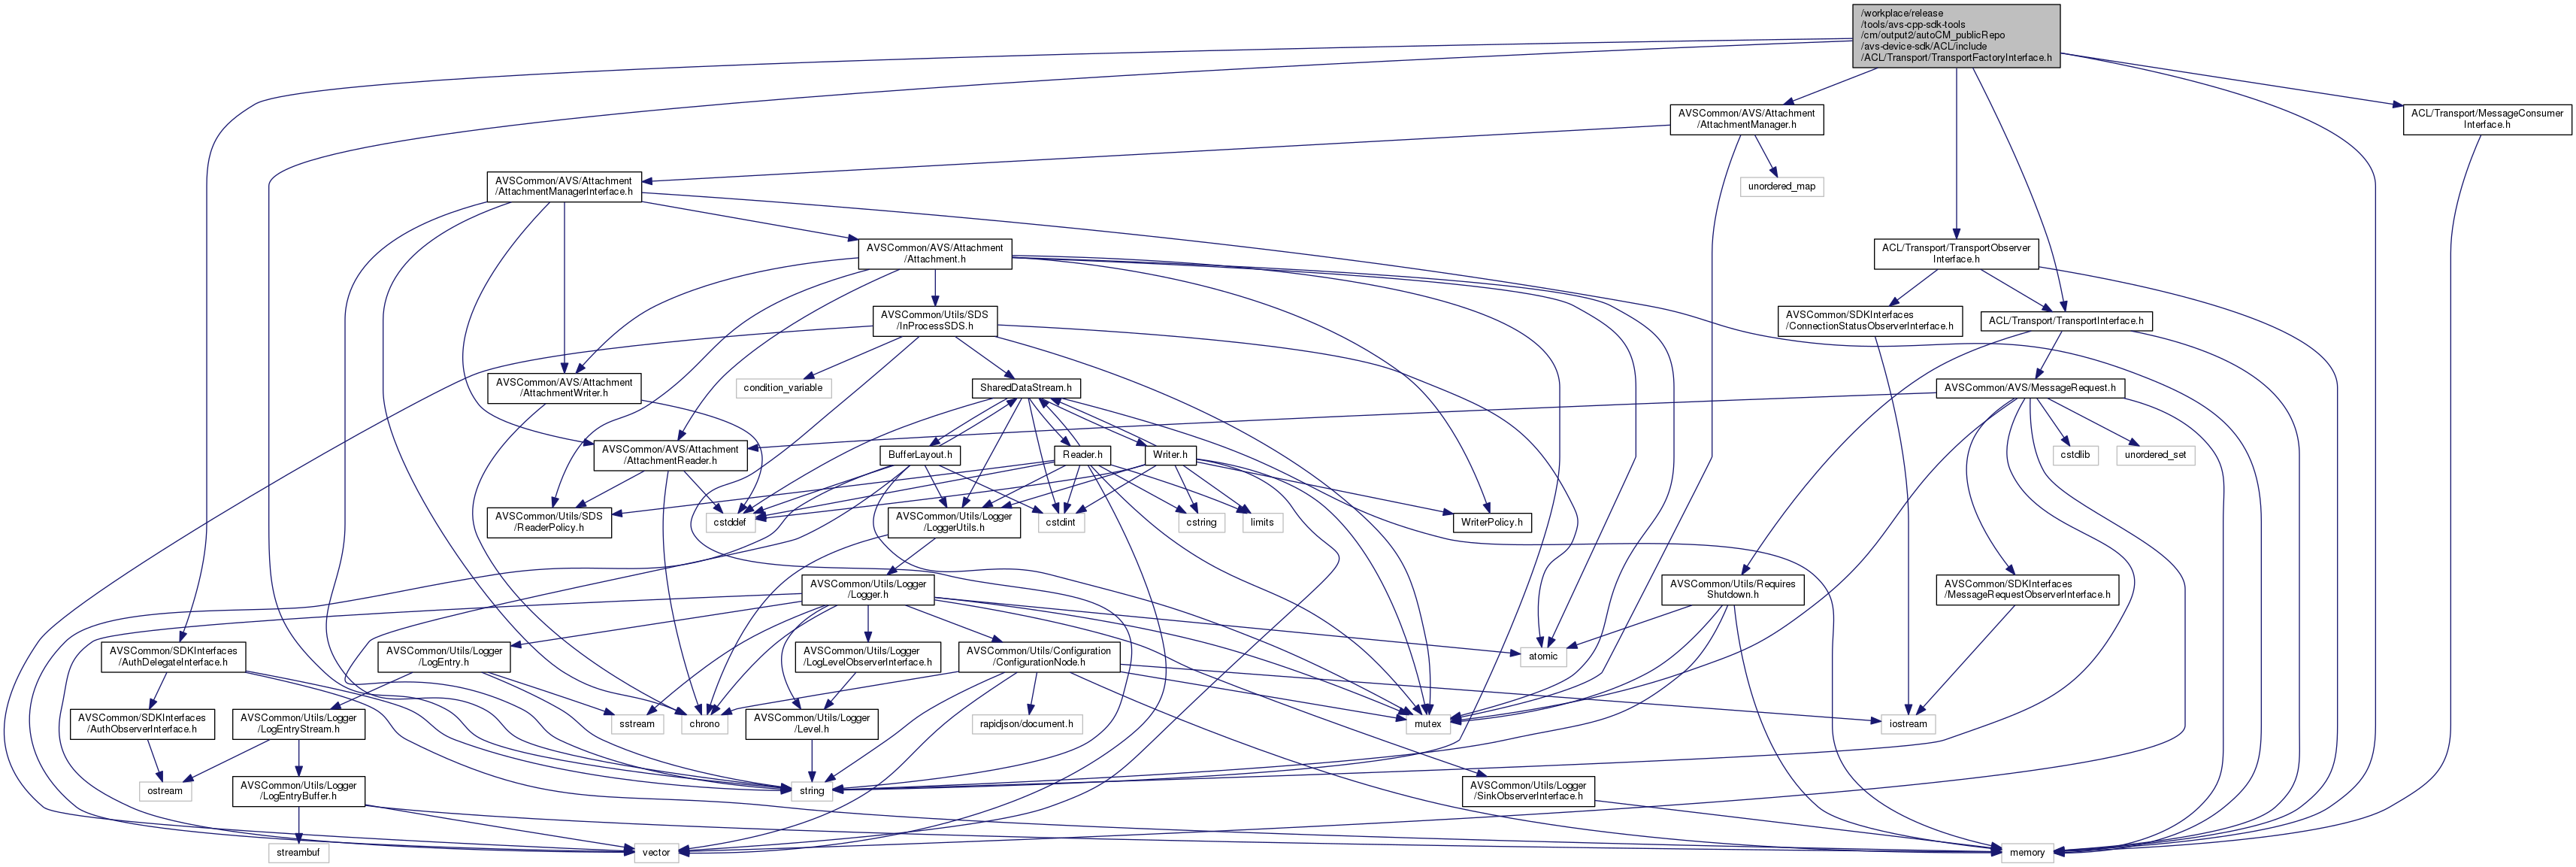 /workplace/release
/tools/avs-cpp-sdk-tools
/cm/output2/autoCM_publicRepo
/avs-device-sdk/ACL/include
/ACL/Transport/TransportFactoryInterface.h
AVSCommon/AVS/Attachment
/AttachmentManager.h
ACL/Transport/MessageConsumer
Interface.h
AVSCommon/AVS/Attachment
/AttachmentManagerInterface.h
unordered_map
AVSCommon/AVS/Attachment
/Attachment.h
ACL/Transport/TransportObserver
Interface.h
AVSCommon/Utils/SDS
/InProcessSDS.h
AVSCommon/SDKInterfaces
/ConnectionStatusObserverInterface.h
ACL/Transport/TransportInterface.h
AVSCommon/AVS/Attachment
/AttachmentWriter.h
condition_variable
SharedDataStream.h
AVSCommon/AVS/MessageRequest.h
AVSCommon/AVS/Attachment
/AttachmentReader.h
BufferLayout.h
Reader.h
Writer.h
cstdlib
unordered_set
AVSCommon/Utils/SDS
/ReaderPolicy.h
cstddef
AVSCommon/Utils/Logger
/LoggerUtils.h
cstdint
cstring
limits
WriterPolicy.h
AVSCommon/Utils/Logger
/Logger.h
AVSCommon/Utils/Requires
Shutdown.h
AVSCommon/SDKInterfaces
/MessageRequestObserverInterface.h
AVSCommon/SDKInterfaces
/AuthDelegateInterface.h
AVSCommon/Utils/Logger
/LogEntry.h
AVSCommon/Utils/Logger
/LogLevelObserverInterface.h
AVSCommon/Utils/Configuration
/ConfigurationNode.h
atomic
AVSCommon/SDKInterfaces
/AuthObserverInterface.h
AVSCommon/Utils/Logger
/LogEntryStream.h
sstream
chrono
AVSCommon/Utils/Logger
/Level.h
rapidjson/document.h
mutex
iostream
ostream
AVSCommon/Utils/Logger
/LogEntryBuffer.h
string
AVSCommon/Utils/Logger
/SinkObserverInterface.h
streambuf
vector
memory